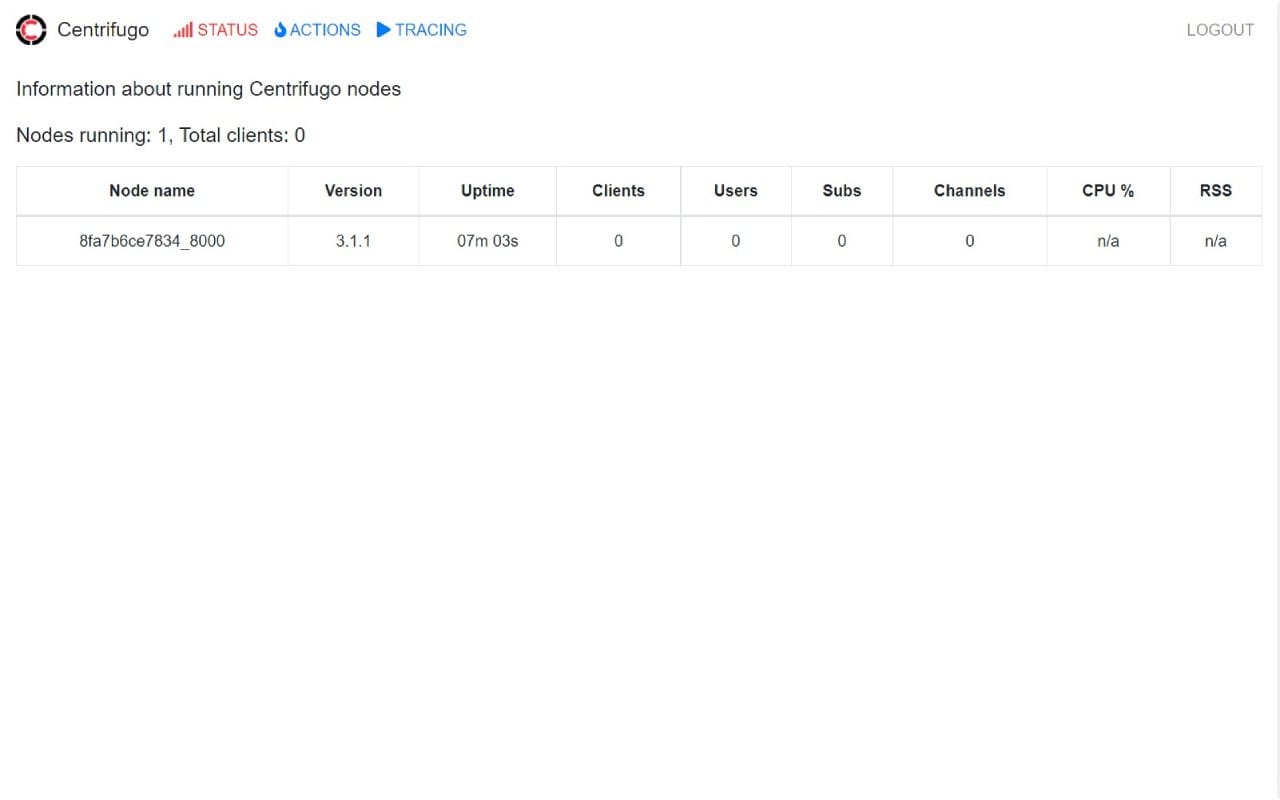 Centrifugo STATUS ACTIONS TRACING LOGOUT
Information about running Centrifugo nodes
Nodes running: 1, Total clients: 0
Node name Version Uptime Clients Users Subs Channels CPU % RSS
8fa7b6ce7834_8000 3.1.1 07m 03s 0 0 0 0 n/a n/a